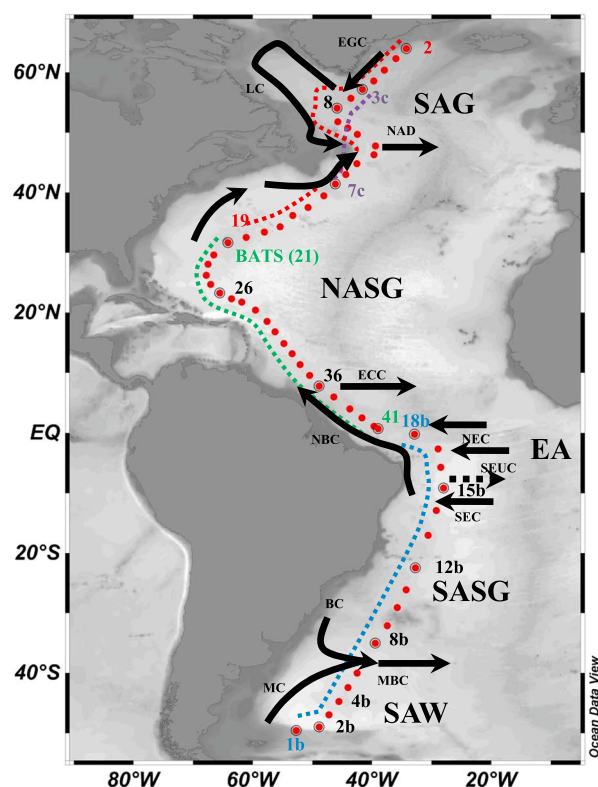 EGC
2
60°N
LC
8
3c
SAG
NAD
40°N
7c
19
BATS (21)
26
NASG
20°N
36
ECC
41
18b
EQ
NBC
NEC
EA
SEUC
15b
SEC
20°S
12b
SASG
BC
8b
40°S
MC
MBC
4b
SAW
2b
1b
80°W
60°W
40°W
20°W
Ocean Data View